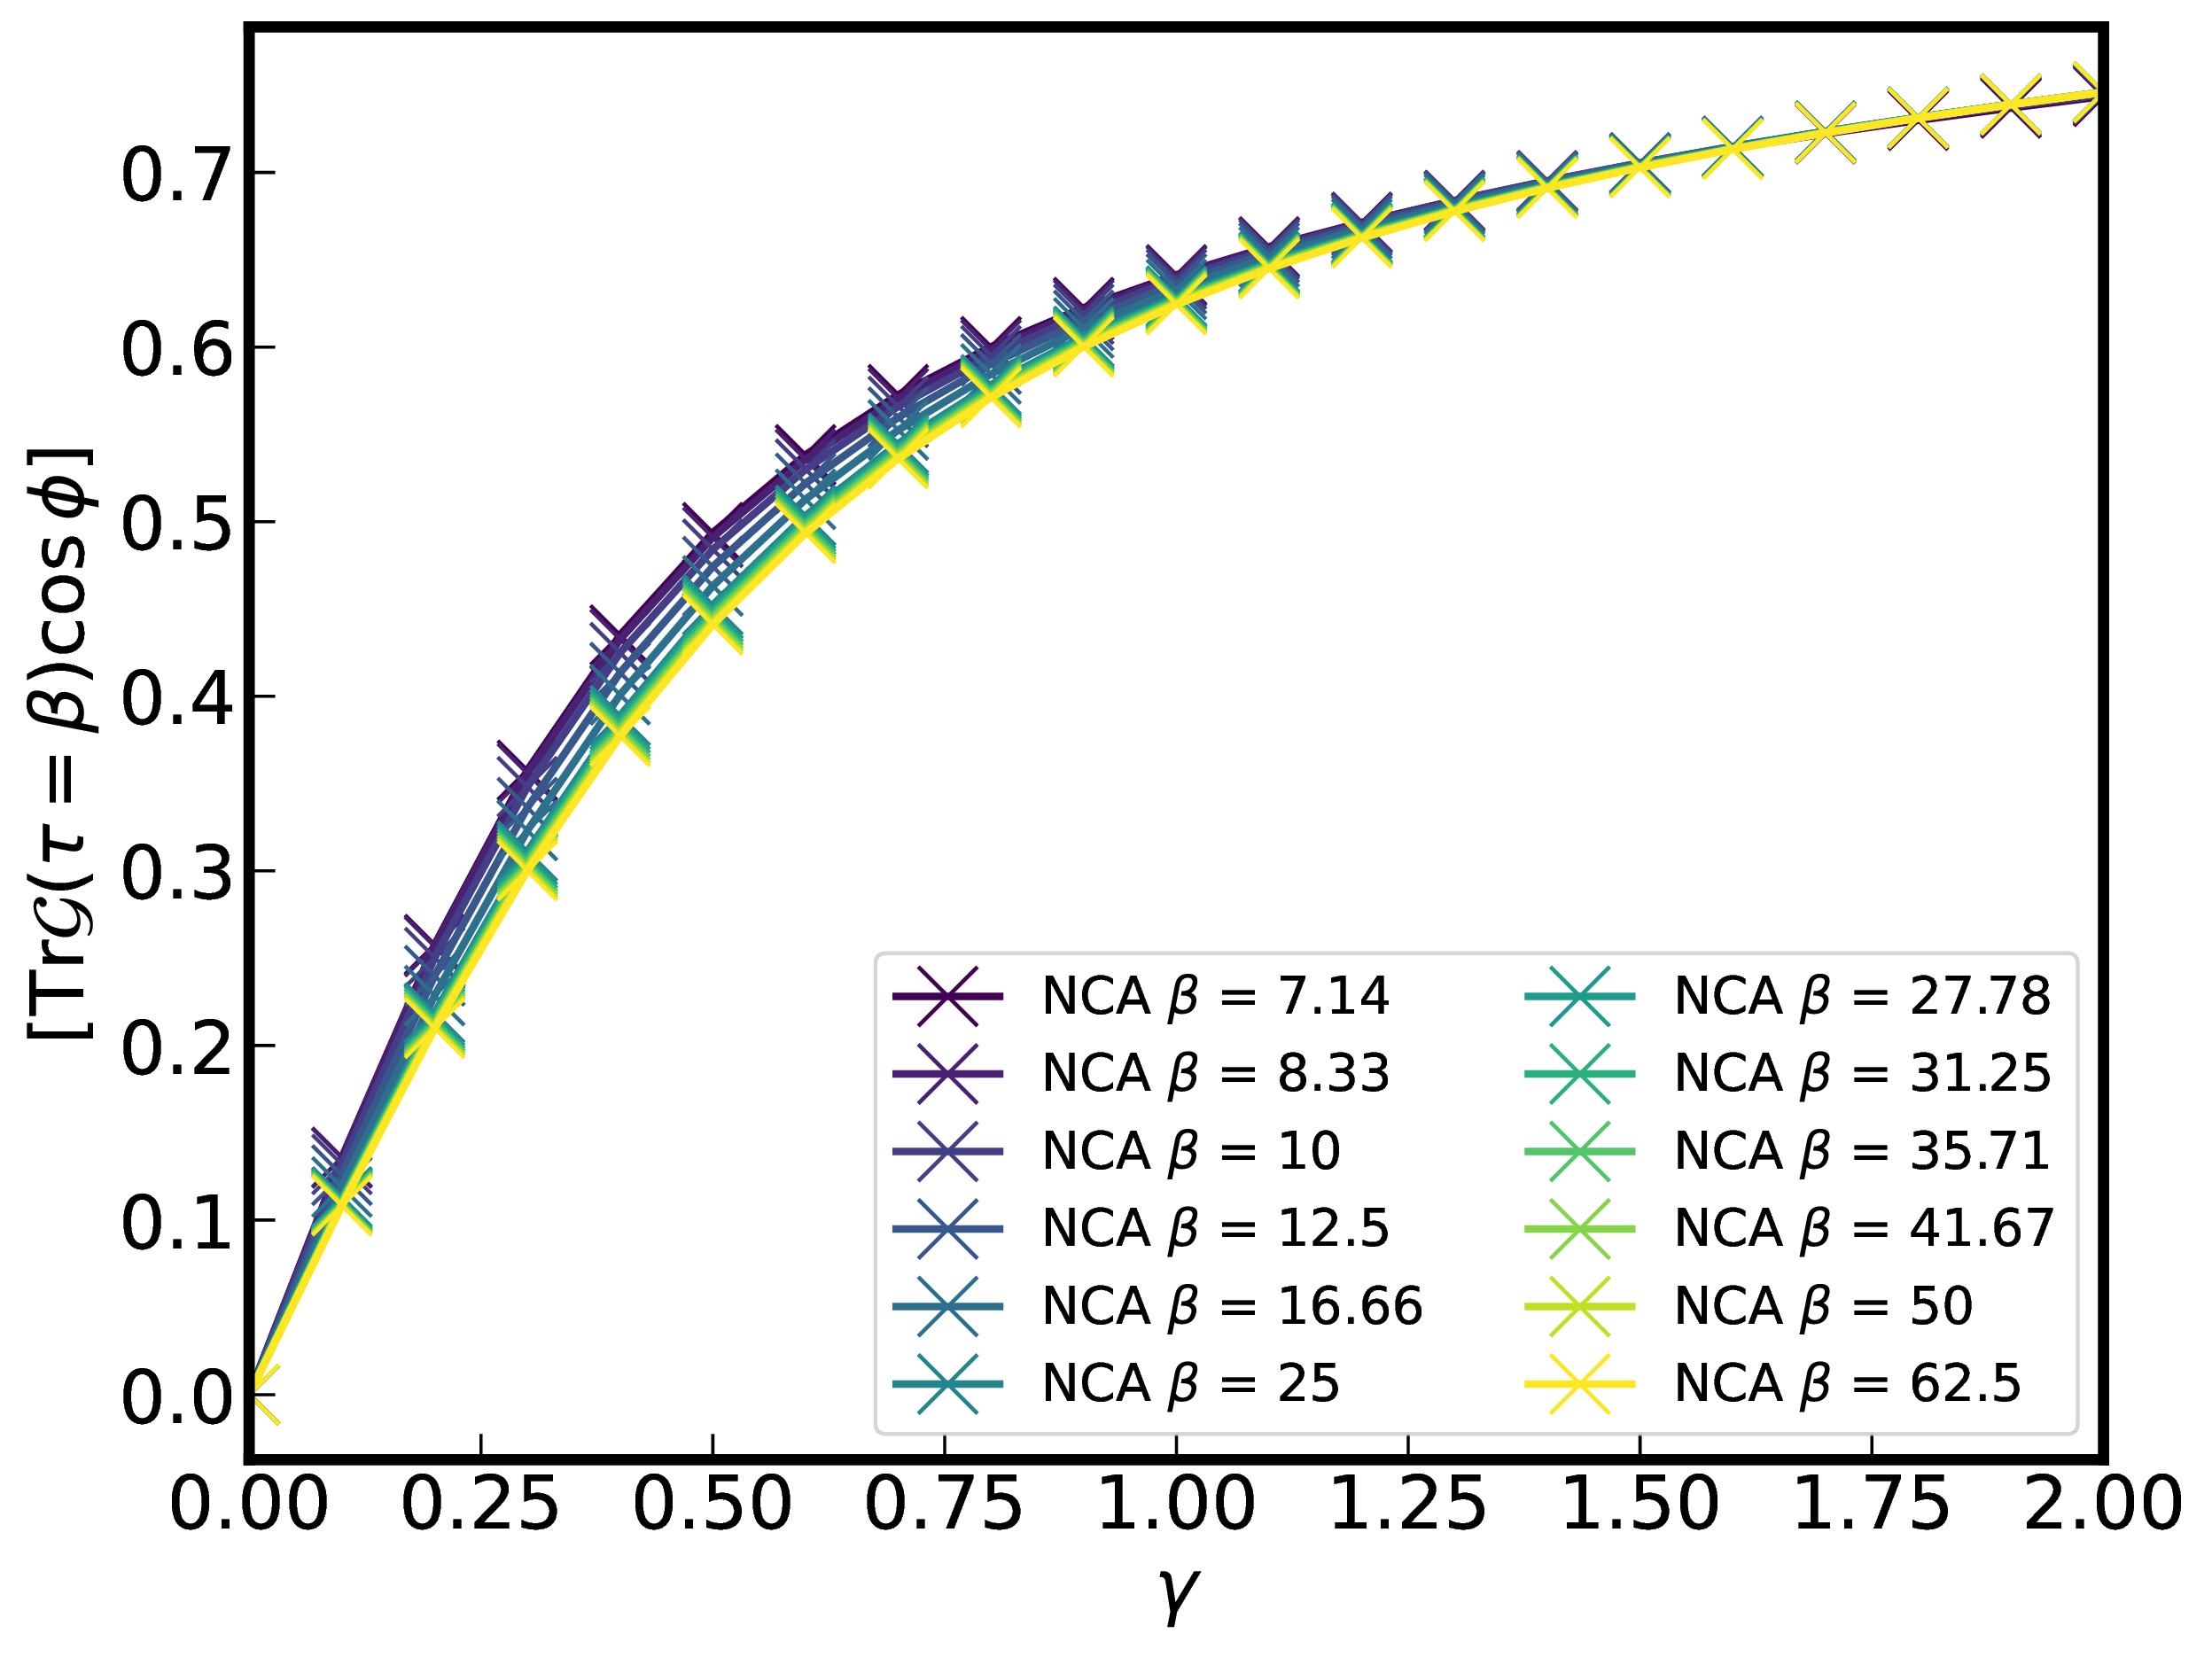 [Tr𝒢(τ = β)cos ϕ]
0.7
0.6
0.5
0.4
0.3
0.2
0.1
0.0
NCA β = 7.14
NCA β = 8.33
NCA β = 10
NCA β = 12.5
NCA β = 16.66
NCA β = 25
NCA β = 27.78
NCA β = 31.25
NCA β = 35.71
NCA β = 41.67
NCA β = 50
NCA β = 62.5
0.00 0.25 0.50 0.75 1.00 1.25 1.50 1.75 2.00
γ